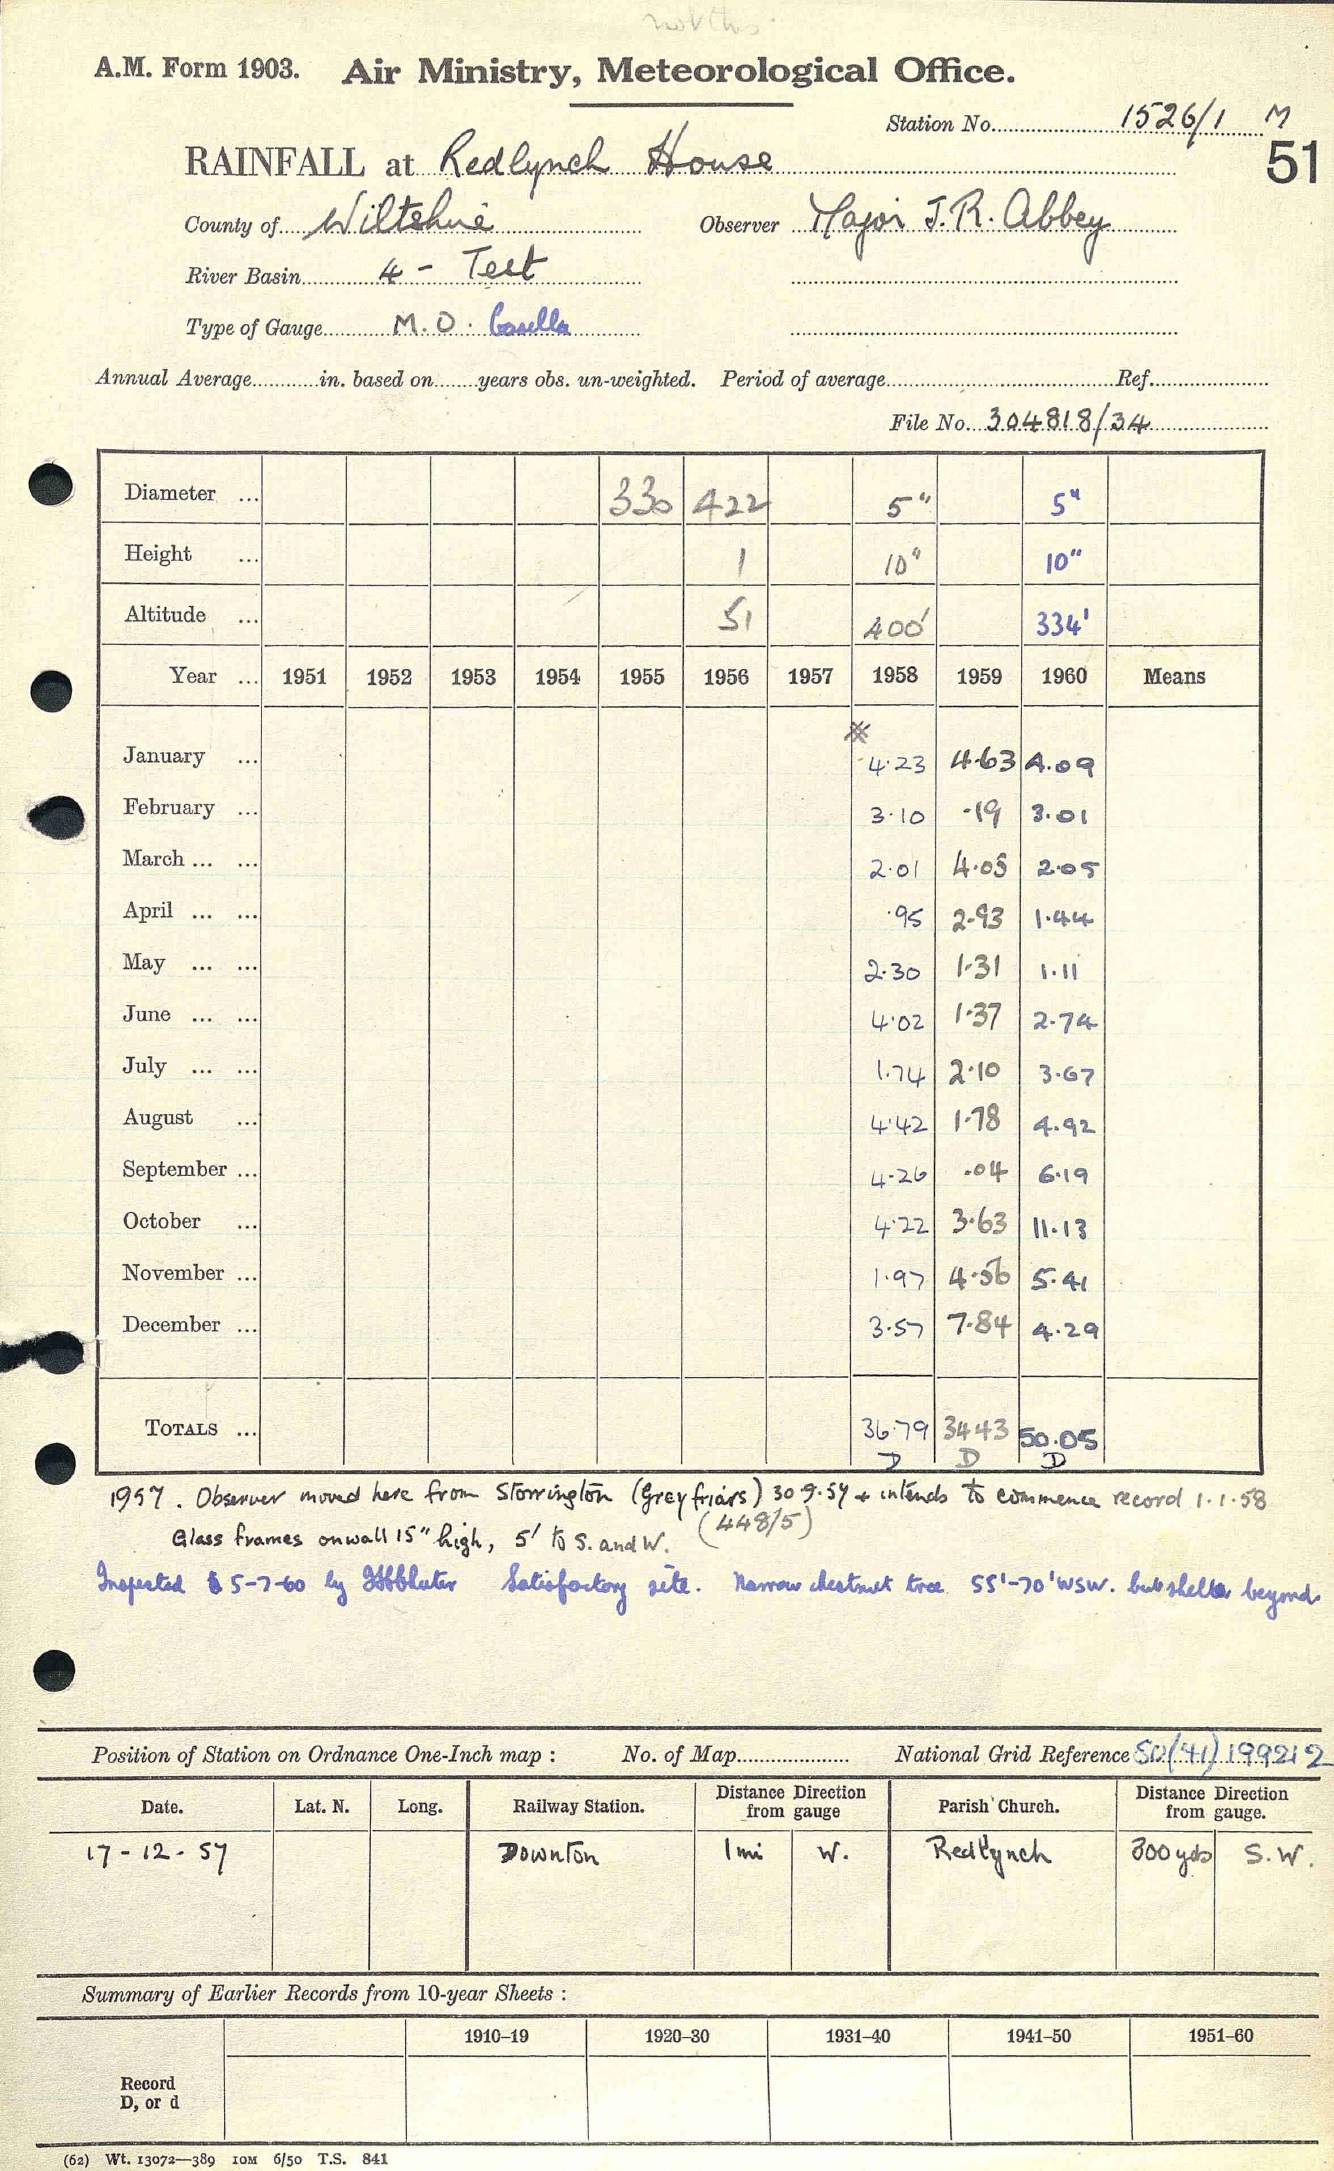 A.M. Form 1903. Air Ministry, Meteorological Office.
Station No. 1526/1 M
51
RAINFALL at Redlynch House
County of Wiltshire Observer Major J.R. Abbey
River Basin 4 - Test
Type of Gauge M.O. Casella
Annual Average in. based on years obs. un-weighted. Period of average Ref.
File No. 304818/34
Diameter ... 330 422 5" 5"
Height ... 1 10" 10"
Altitude ... 51 400' 334'
Year ... 1951 1952 1953 1954 1955 1956 1957 1958 1959 1960 Means
January ... 4.23 4.63 4.09
February ... 3.10 .19 3.01
March ... ... 2.01 4.05 2.05
April ... ... .95 2.93 1.44
May ... ... 2.30 1.31 1.11
June ... ... 4.02 1.37 2.74
July ... ... 1.74 2.10 3.67
August ... 4.42 1.78 4.92
September ... 4.26 .04 6.19
October ... 4.22 3.63 11.13
November ... 1.97 4.56 5.41
December ... 3.57 7.84 4.29
TOTALS ... 36.79 34.43 50.05
D D D
1957. Observer moved here from Storrington (Greyfriars) 30.9.57 + intends to commence record 1.1.58
(448/5)
Glass frames on wall 15" high, 5' to S. and W.
Inspected 5-7-60 by Satisfactory site. Narrow chestnut tree 55'-70' WSW. but shelter beyond
Position of Station on Ordnance One-Inch map : No. of Map National Grid Reference SU(41) 199212
Date. Lat. N. Long. Railway Station. Distance Direction from gauge Parish Church. Distance Direction from gauge.
17-12-57 Downton 1 mi W. Redlynch 300 yds S.W.
Summary of Earlier Records from 10-year Sheets :
1910–19 1920–30 1931–40 1941–50 1951–60
Record
D, or d
(62) Wt. 13072—389 10M 6/50 T.S. 841